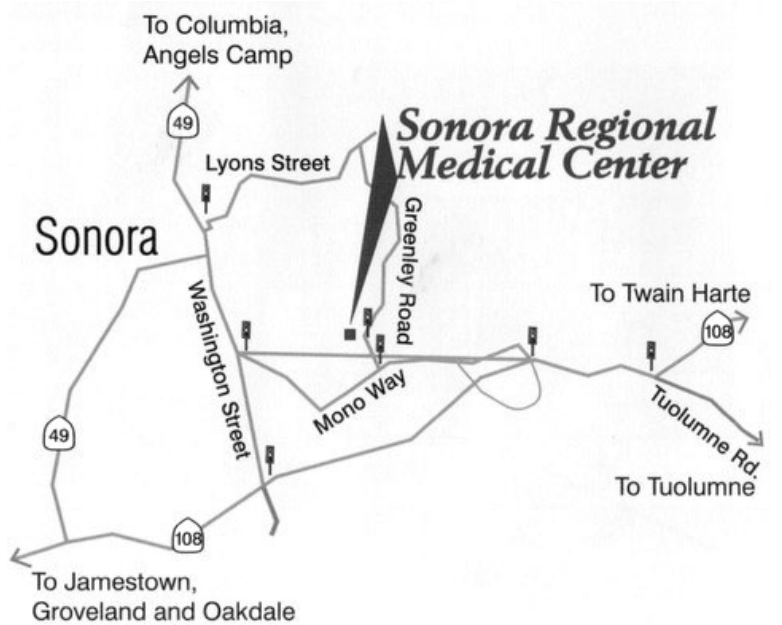 To Columbia,
Angels Camp
49
Sonora Regional
Medical Center
Lyons Street
Greenley Road
Sonora
Washington Street
To Twain Harte
108
Mono Way
Tuolumne Rd.
49
To Tuolumne
108
To Jamestown,
Groveland and Oakdale